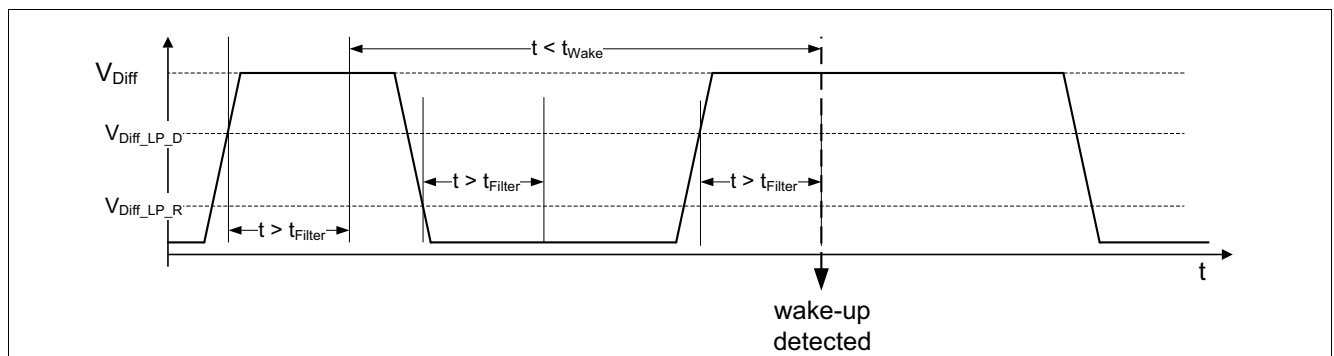 t < tWake
VDiff
VDiff_LP_D
t > tFilter
t > tFilter
VDiff_LP_R
t > tFilter
t
wake-up
detected